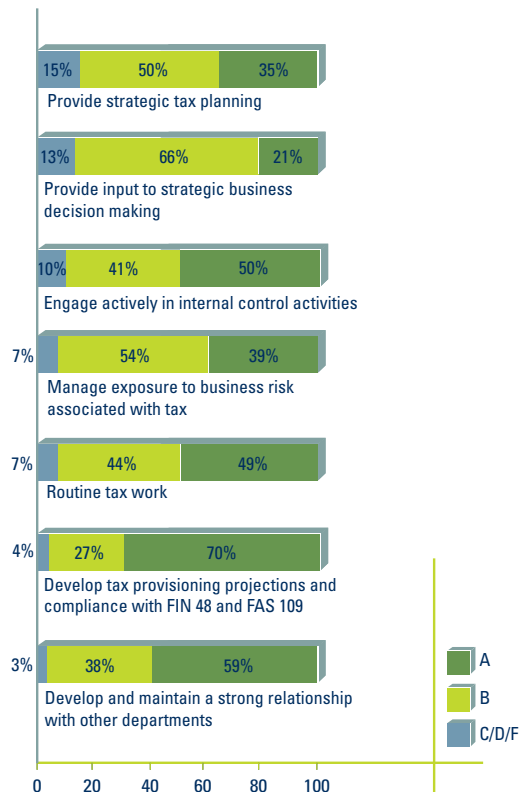 15% 50% 35%
Provide strategic tax planning
13% 66% 21%
Provide input to strategic business
decision making
10% 41% 50%
Engage actively in internal control activities
7% 54% 39%
Manage exposure to business risk
associated with tax
7% 44% 49%
Routine tax work
4% 27% 70%
Develop tax provisioning projections and
compliance with FIN 48 and FAS 109
3% 38% 59%
Develop and maintain a strong relationship
with other departments
A
B
C/D/F
0 20 40 60 80 100